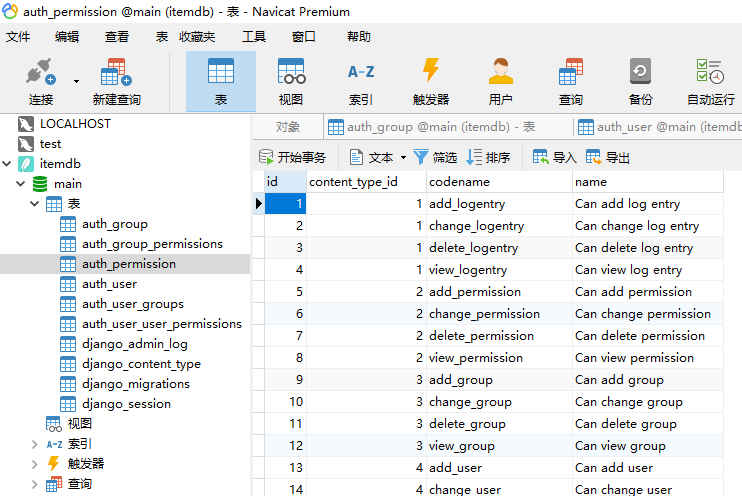 auth_permission @main (itemdb) - 表 - Navicat Premium
文件 编辑 查看 表 收藏夹 工具 窗口 帮助
连接 新建查询 表 视图 A-Z 索引 触发器 用户 查询 备份 自动运行
LOCALHOST
test
itemdb
main
表
auth_group
auth_group_permissions
auth_permission
auth_user
auth_user_groups
auth_user_user_permissions
django_admin_log
django_content_type
django_migrations
django_session
视图
A-Z 索引
触发器
查询
对象 auth_group @main (itemdb) - 表 auth_user @main (itemdb
开始事务 文本 筛选 排序 导入 导出
id content_type_id codename name
1 1 add_logentry Can add log entry
2 1 change_logentry Can change log entry
3 1 delete_logentry Can delete log entry
4 1 view_logentry Can view log entry
5 2 add_permission Can add permission
6 2 change_permission Can change permission
7 2 delete_permission Can delete permission
8 2 view_permission Can view permission
9 3 add_group Can add group
10 3 change_group Can change group
11 3 delete_group Can delete group
12 3 view_group Can view group
13 4 add_user Can add user
14 4 change_user Can change user